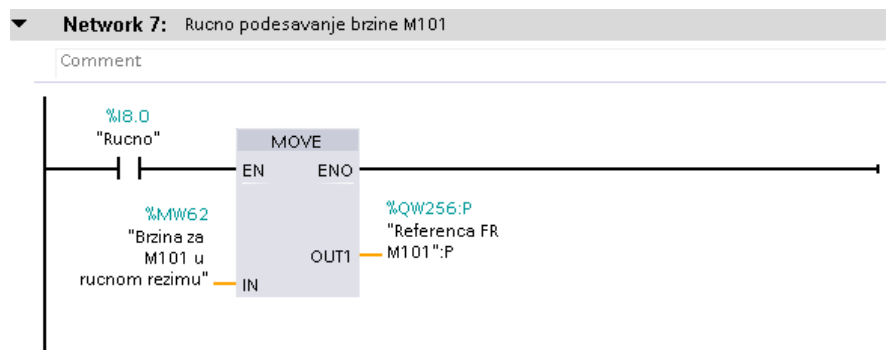 Network 7: Rucno podesavanje brzine M101
Comment
%I8.0
"Rucno"
MOVE
EN ENO
%MW62
"Brzina za
M101 u
rucnom rezimu"
IN
%QW256:P
"Referenca FR
M101":P
OUT1